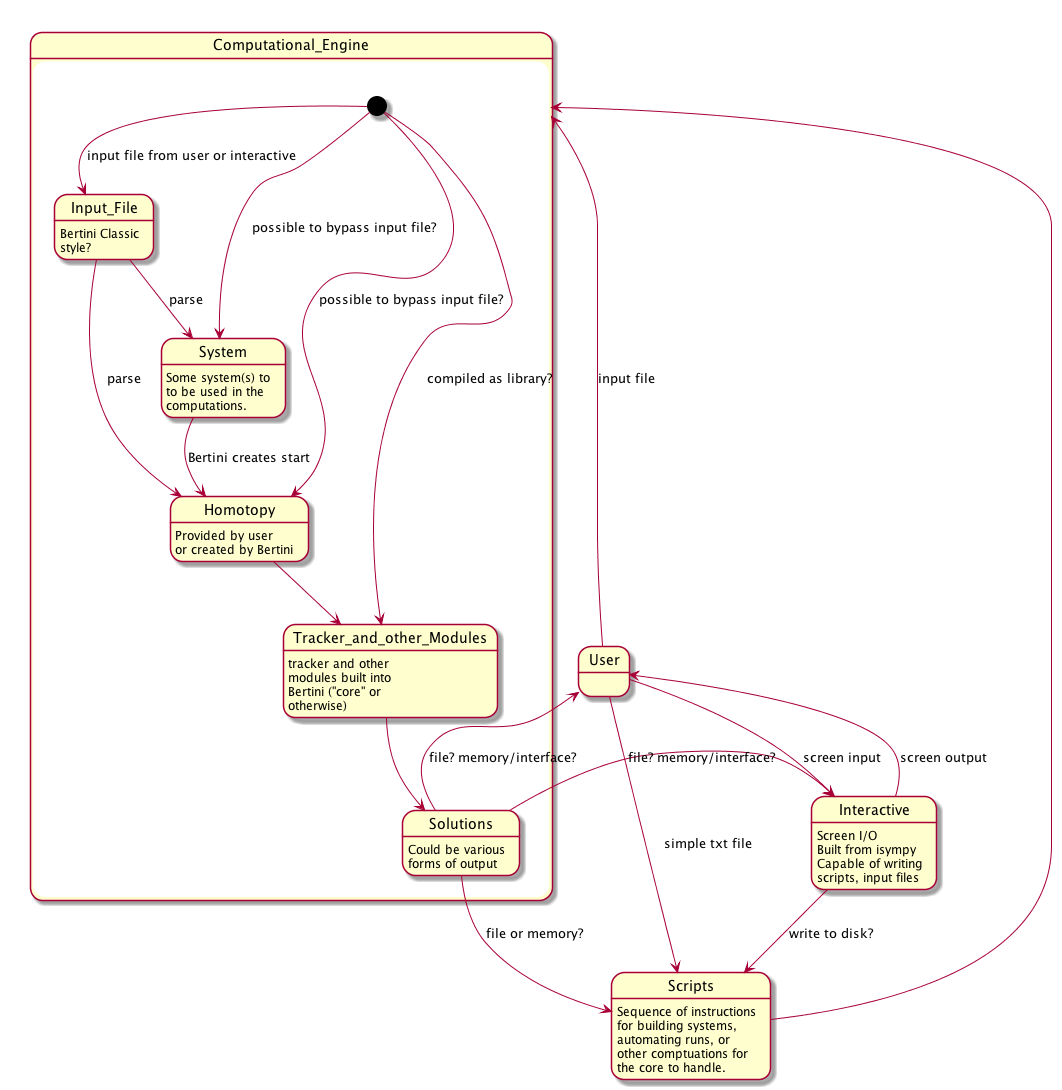 Computational_Engine
input file from user or interactive
Input_File
Bertini Classic
style?
possible to bypass input file?
possible to bypass input file?
parse
System
Some system(s) to
to be used in the
computations.
parse
compiled as library?
input file
Bertini creates start
Homotopy
Provided by user
or created by Bertini
Tracker_and_other_Modules
tracker and other
modules built into
Bertini ("core" or
otherwise)
User
file? memory/interface?
file? memory/interface?
screen input
screen output
Solutions
Could be various
forms of output
Interactive
Screen I/O
Built from isympy
Capable of writing
scripts, input files
simple txt file
file or memory?
write to disk?
Scripts
Sequence of instructions
for building systems,
automating runs, or
other comptuations for
the core to handle.